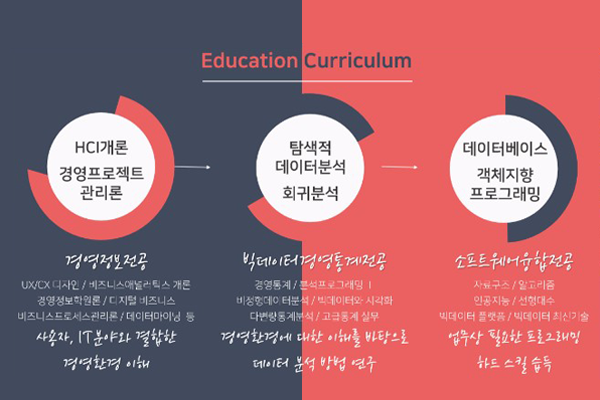 Education Curriculum
HCI개론
경영프로젝트
관리론
탐색적
데이터분석
회귀분석
데이터베이스
객체지향
프로그래밍
경영정보전공
UX/CX 디자인 / 비즈니스애널리틱스 개론
경영정보학원론 / 디지털 비즈니스
비즈니스프로세스관리론 / 데이터마이닝 등
사용자, IT분야와 결합한
경영환경 이해
빅데이터경영통계전공
경영통계 / 분석프로그래밍 I
비정형데이터분석 / 빅데이터와 시각화
다변량통계분석 / 고급통계 실무
경영환경에 대한 이해를 바탕으로
데이터 분석 방법 연구
소프트웨어융합전공
자료구조 / 알고리즘
인공지능 / 선형대수
빅데이터 플랫폼 / 빅데이터 최신기술
업무상 필요한 프로그래밍
하드 스킬 습득